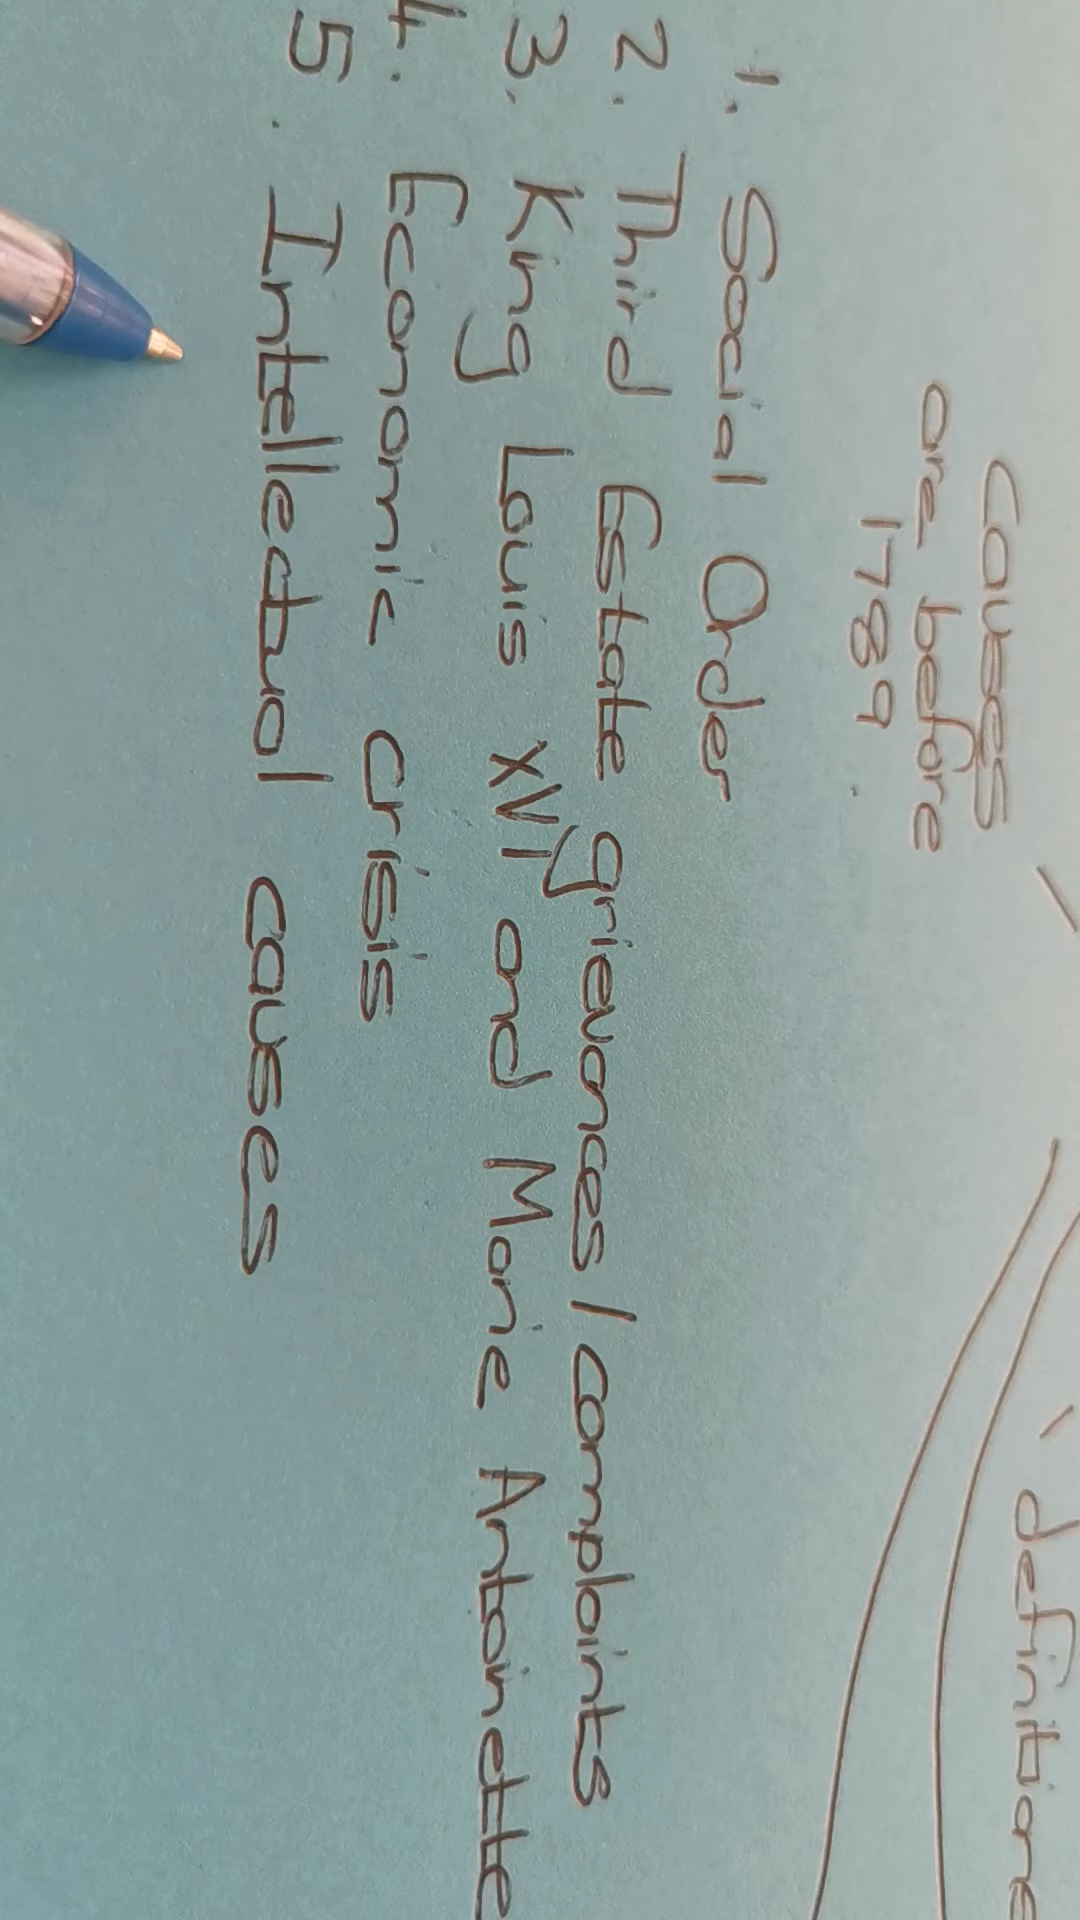 causes
are before
1789.
definitions
1. Social Order
2. Third Estate grievances / complaints
3. King Louis XVI and Marie Antoinette
4. Economic crisis
5. Intellectual causes